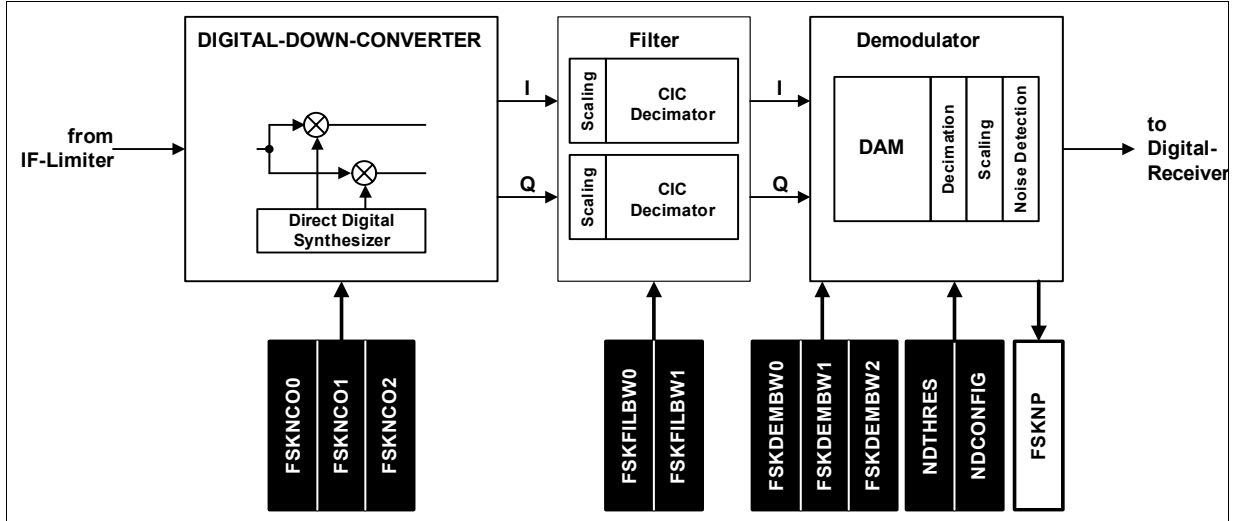 DIGITAL-DOWN-CONVERTER
Filter
Demodulator
from
IF-Limiter
Direct Digital
Synthesizer
I
Q
Scaling
CIC
Decimator
Scaling
CIC
Decimator
I
Q
DAM
Decimation
Scaling
Noise Detection
to
Digital-
Receiver
FSKNCO0
FSKNCO1
FSKNCO2
FSKFILBW0
FSKFILBW1
FSKDEMBW0
FSKDEMBW1
FSKDEMBW2
NDTHRES
NDCONFIG
FSKNP